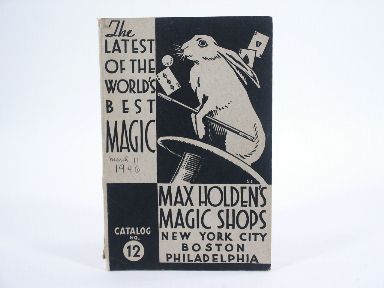 The
LATEST
OF THE
WORLD'S
BEST
MAGIC
March 11
1946
MAX HOLDEN'S
MAGIC SHOPS
NEW YORK CITY
BOSTON
PHILADELPHIA
CATALOG
NO.
12